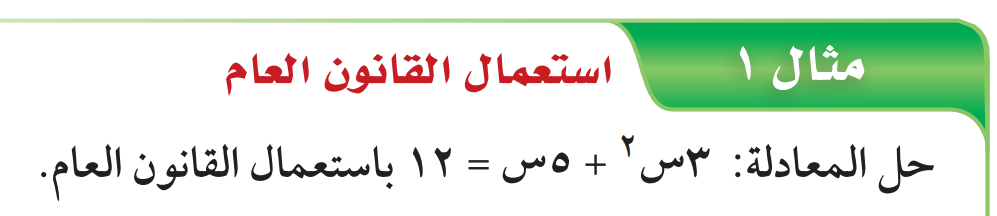 مثال ١
استعمال القانون العام
حل المعادلة: ٣س٢ + ٥س = ١٢ باستعمال القانون العام.